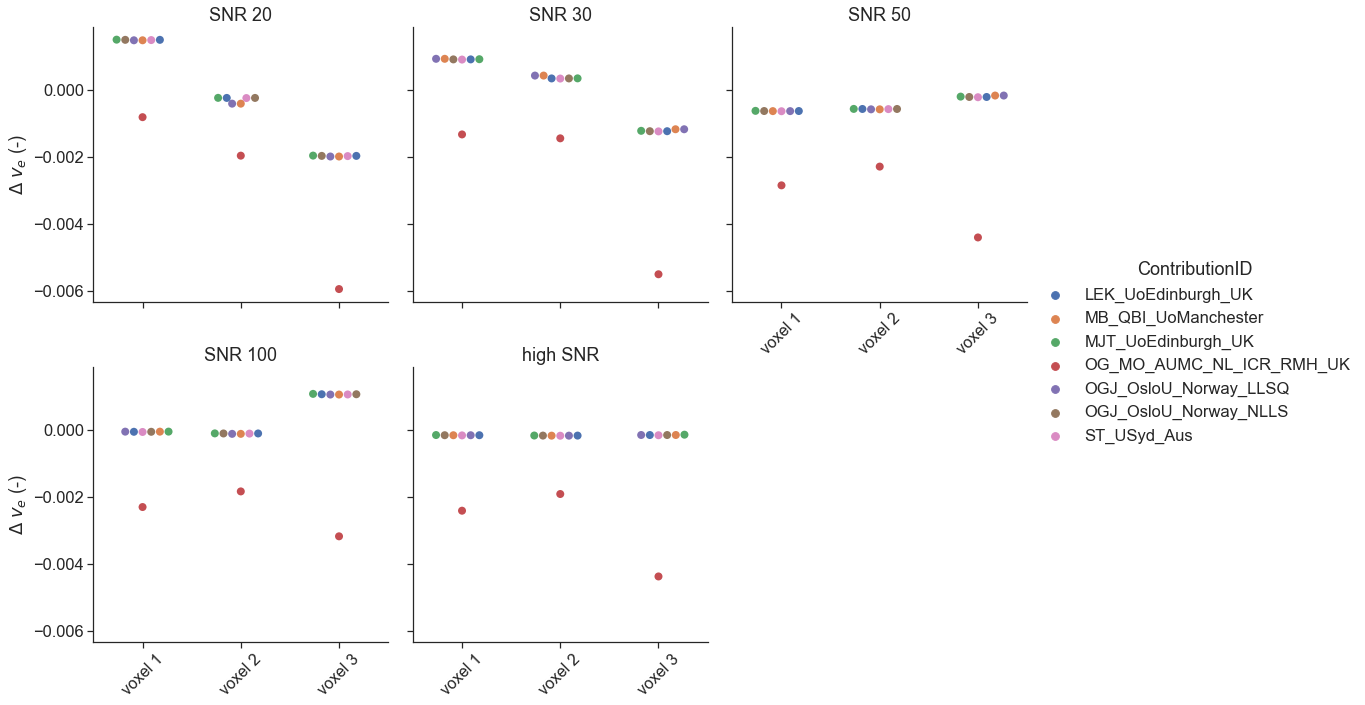 SNR 20
SNR 30
SNR 50
0.000
−0.002
−0.004
−0.006
Δ ve (-)
voxel 1
voxel 2
voxel 3
SNR 100
high SNR
0.000
−0.002
−0.004
−0.006
Δ ve (-)
voxel 1
voxel 2
voxel 3
voxel 1
voxel 2
voxel 3
ContributionID
LEK_UoEdinburgh_UK
MB_QBI_UoManchester
MJT_UoEdinburgh_UK
OG_MO_AUMC_NL_ICR_RMH_UK
OGJ_OsloU_Norway_LLSQ
OGJ_OsloU_Norway_NLLS
ST_USyd_Aus